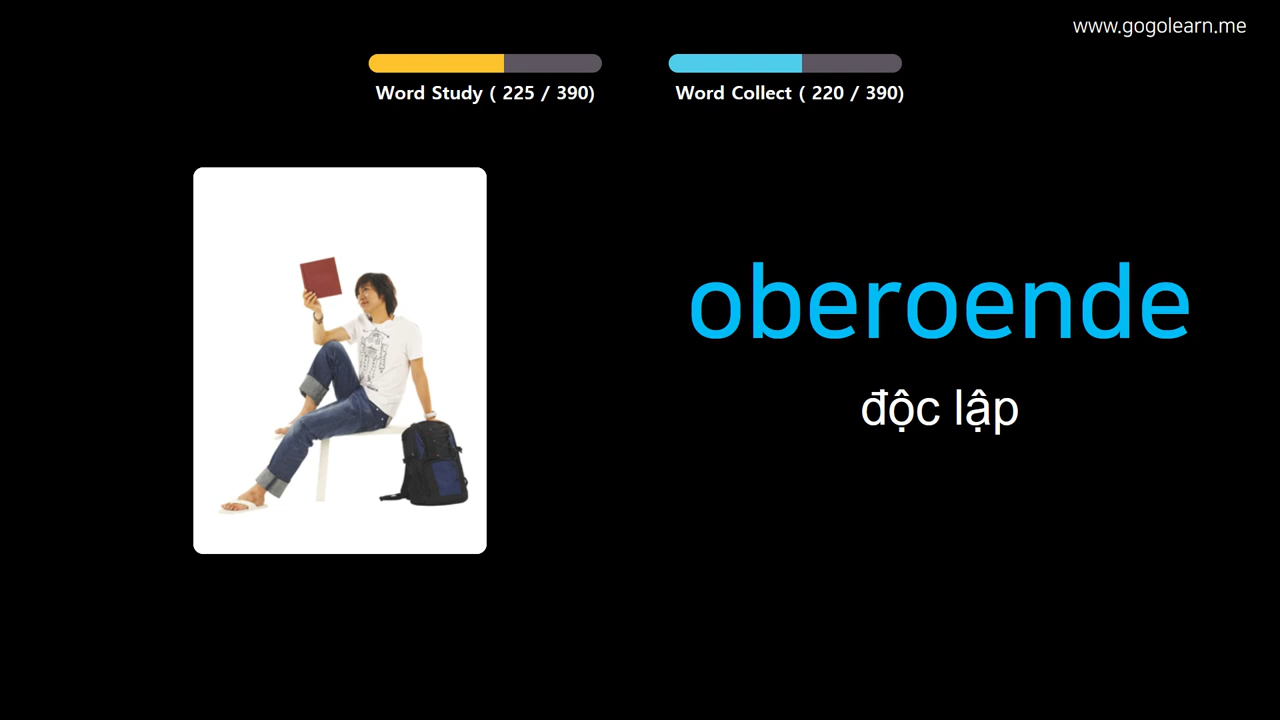 www.gogolearn.me
Word Study ( 225 / 390)
Word Collect ( 220 / 390)
oberoende
độc lập